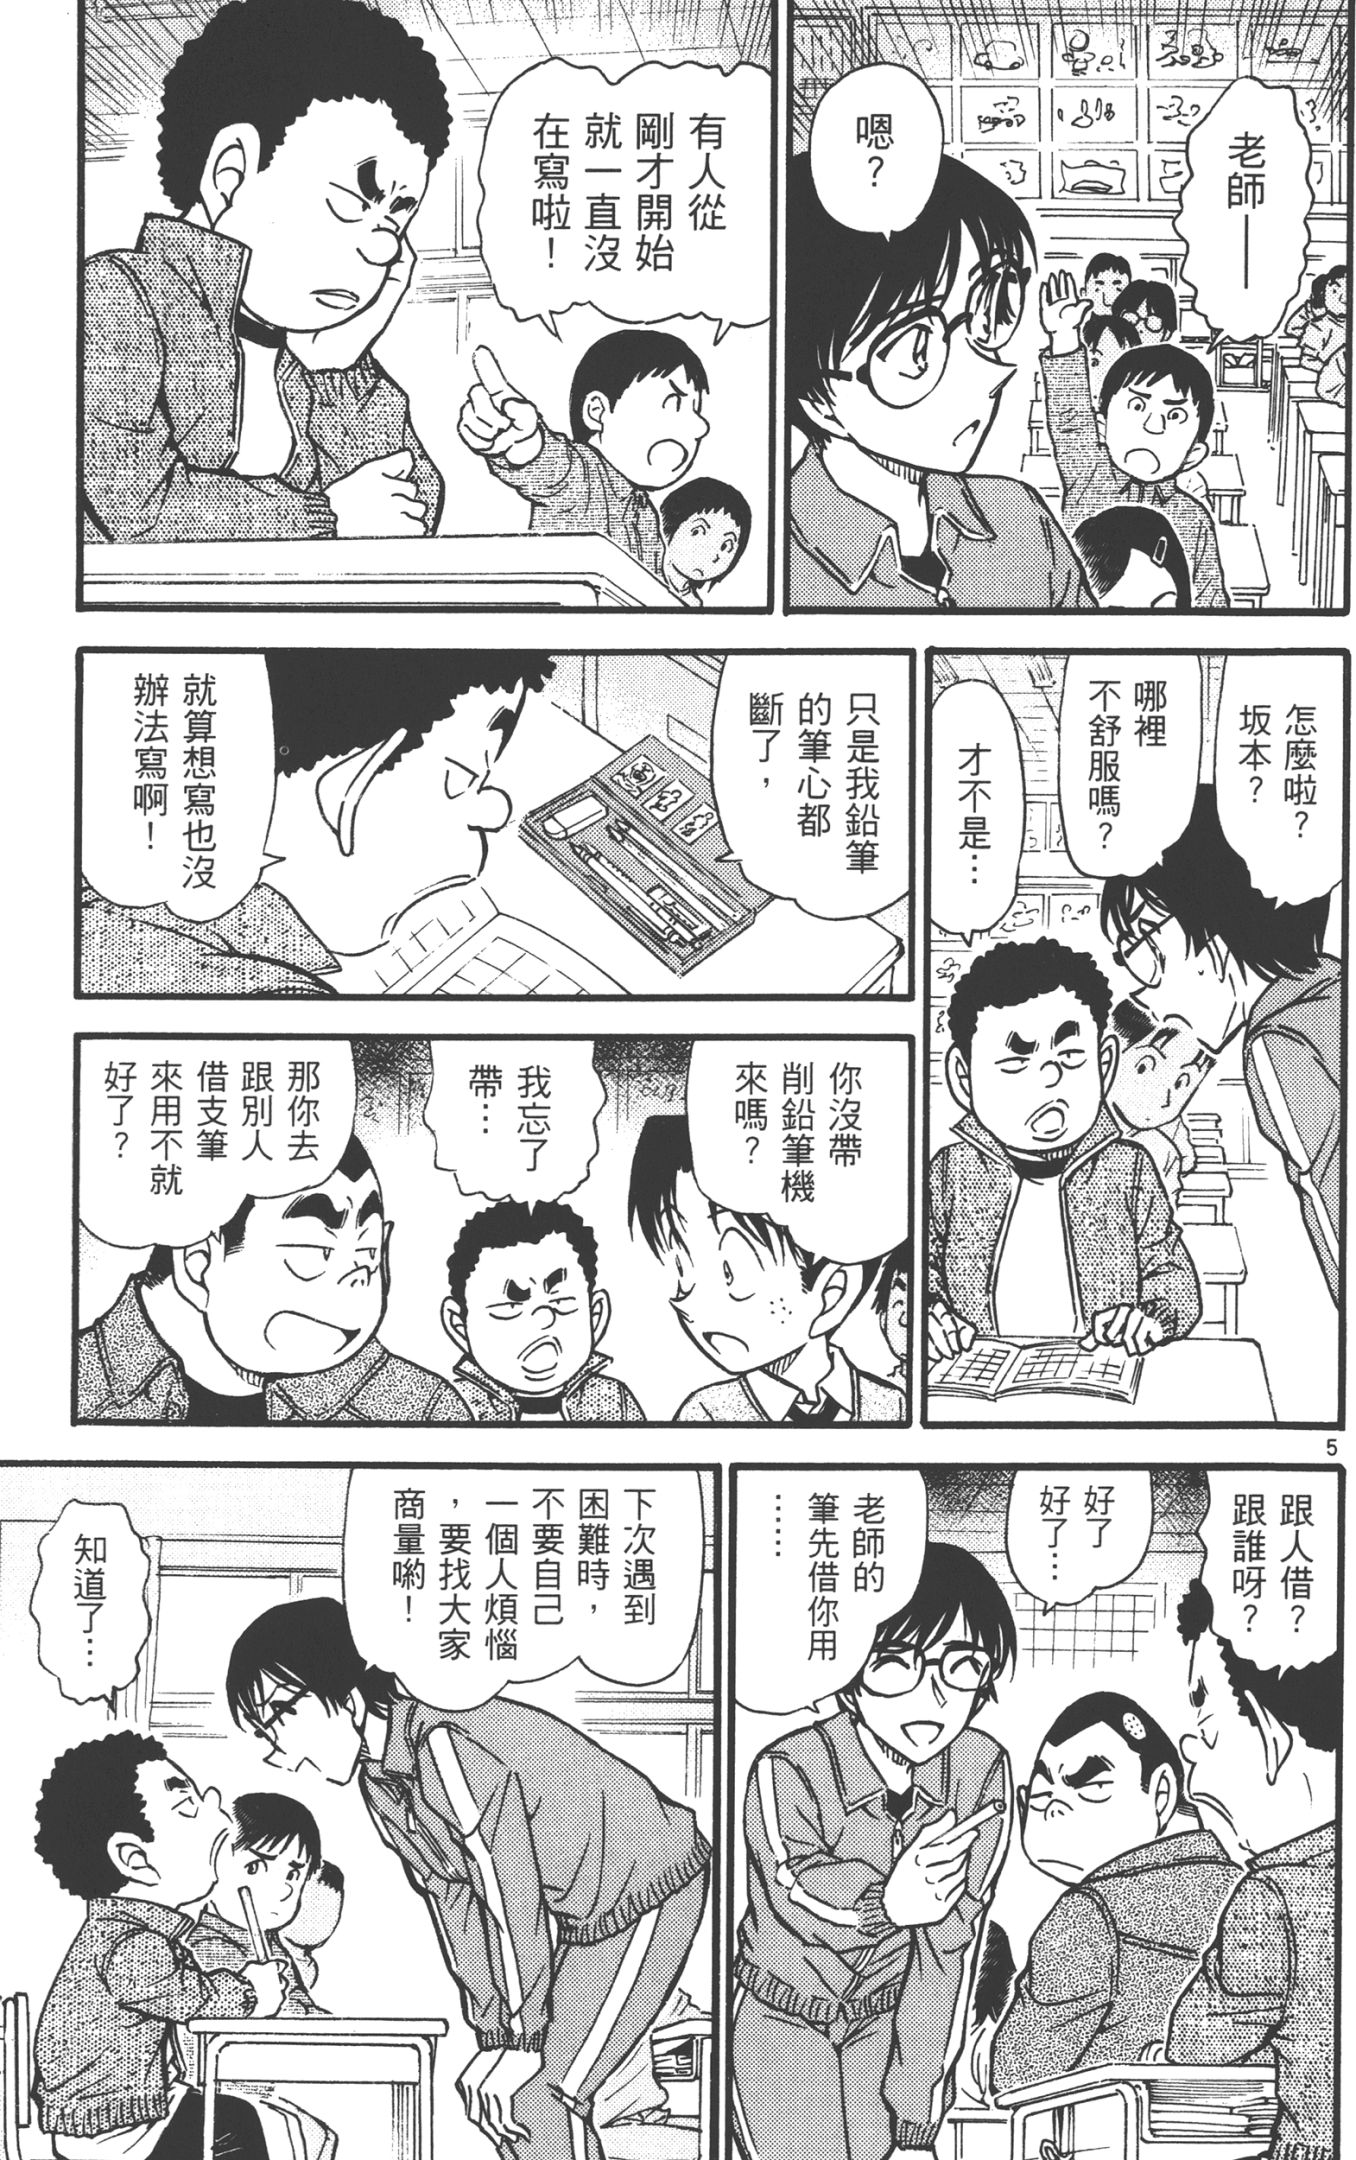 老師—
嗯?
有人從
剛才開始
就一直沒
在寫啦!
怎麼啦?
坂本?
哪裡
不舒服嗎?
才不是…
只是我鉛筆
的筆心都
斷了,
就算想寫也沒
辦法寫啊!
你沒帶
削鉛筆機
來嗎?
我忘了
帶…
那你去
跟別人
借支筆
來用不就
好了?
5
跟人借?
跟誰呀?
好了
好了…
老師的
筆先借你用
……
下次遇到
困難時,
不要自己
一個人煩惱
,要找大家
商量喲!
知道了…